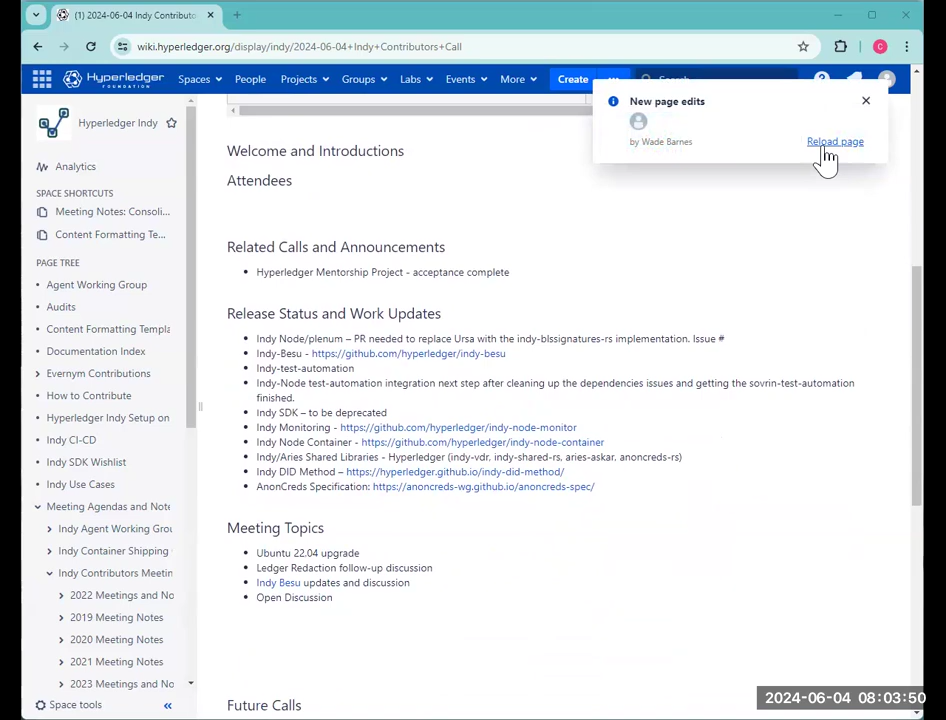 (1) 2024-06-04 Indy Contributo
wiki.hyperledger.org/display/indy/2024-06-04+Indy+Contributors+Call
C
HYPERLEDGER FOUNDATION
Spaces People Projects Groups Labs Events More Create ··· Search
Hyperledger Indy
Analytics
SPACE SHORTCUTS
Meeting Notes: Consoli...
Content Formatting Te...
PAGE TREE
Agent Working Group
Audits
Content Formatting Templa
Documentation Index
Evernym Contributions
How to Contribute
Hyperledger Indy Setup on
Indy CI-CD
Indy SDK Wishlist
Indy Use Cases
Meeting Agendas and Note
Indy Agent Working Grou
Indy Container Shipping
Indy Contributors Meetin
2022 Meetings and No
2019 Meeting Notes
2020 Meeting Notes
2021 Meeting Notes
2023 Meetings and No
Space tools
New page edits
by Wade Barnes
Reload page
Welcome and Introductions
Attendees
Related Calls and Announcements
Hyperledger Mentorship Project - acceptance complete
Release Status and Work Updates
Indy Node/plenum – PR needed to replace Ursa with the indy-blssignatures-rs implementation. Issue #
Indy-Besu - https://github.com/hyperledger/indy-besu
Indy-test-automation
Indy-Node test-automation integration next step after cleaning up the dependencies issues and getting the sovrin-test-automation
finished.
Indy SDK – to be deprecated
Indy Monitoring - https://github.com/hyperledger/indy-node-monitor
Indy Node Container - https://github.com/hyperledger/indy-node-container
Indy/Aries Shared Libraries - Hyperledger (indy-vdr, indy-shared-rs, aries-askar, anoncreds-rs)
Indy DID Method – https://hyperledger.github.io/indy-did-method/
AnonCreds Specification: https://anoncreds-wg.github.io/anoncreds-spec/
Meeting Topics
Ubuntu 22.04 upgrade
Ledger Redaction follow-up discussion
Indy Besu updates and discussion
Open Discussion
Future Calls
2024-06-04 08:03:50